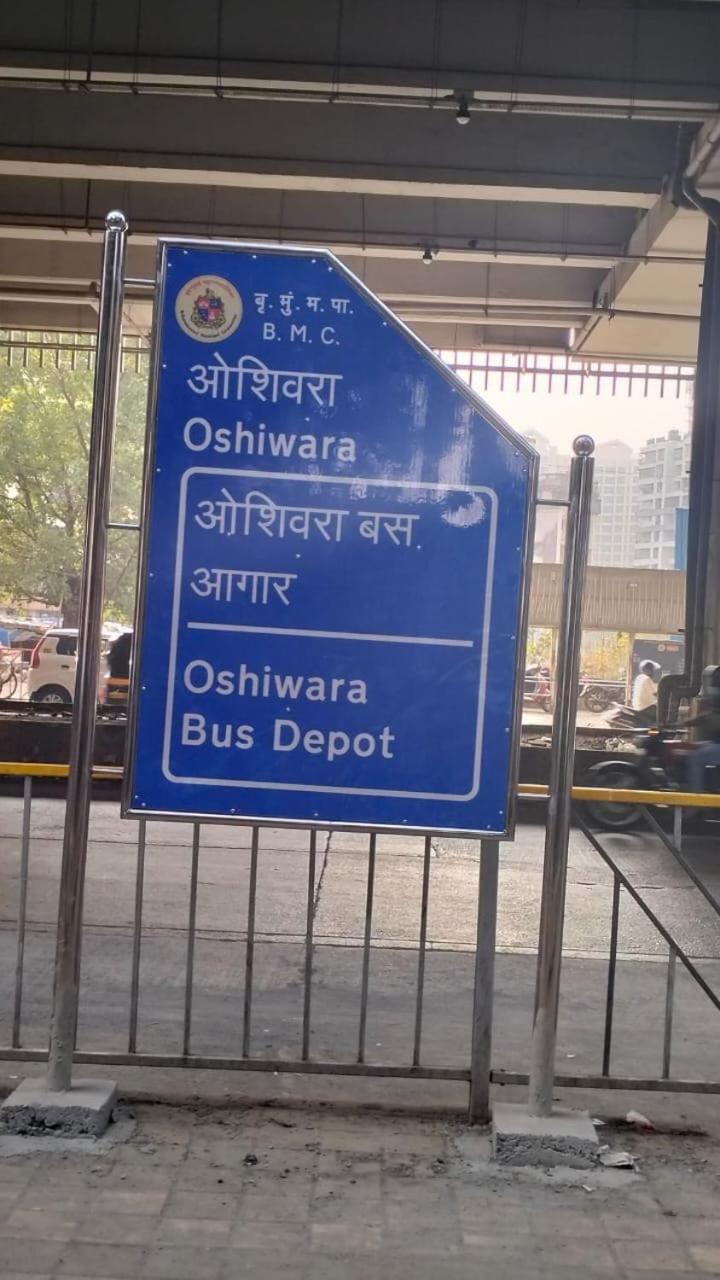 बृ. मुं. म. पा.
B. M. C.
ओशिवरा
Oshiwara
ओशिवरा बस
आगार
Oshiwara
Bus Depot